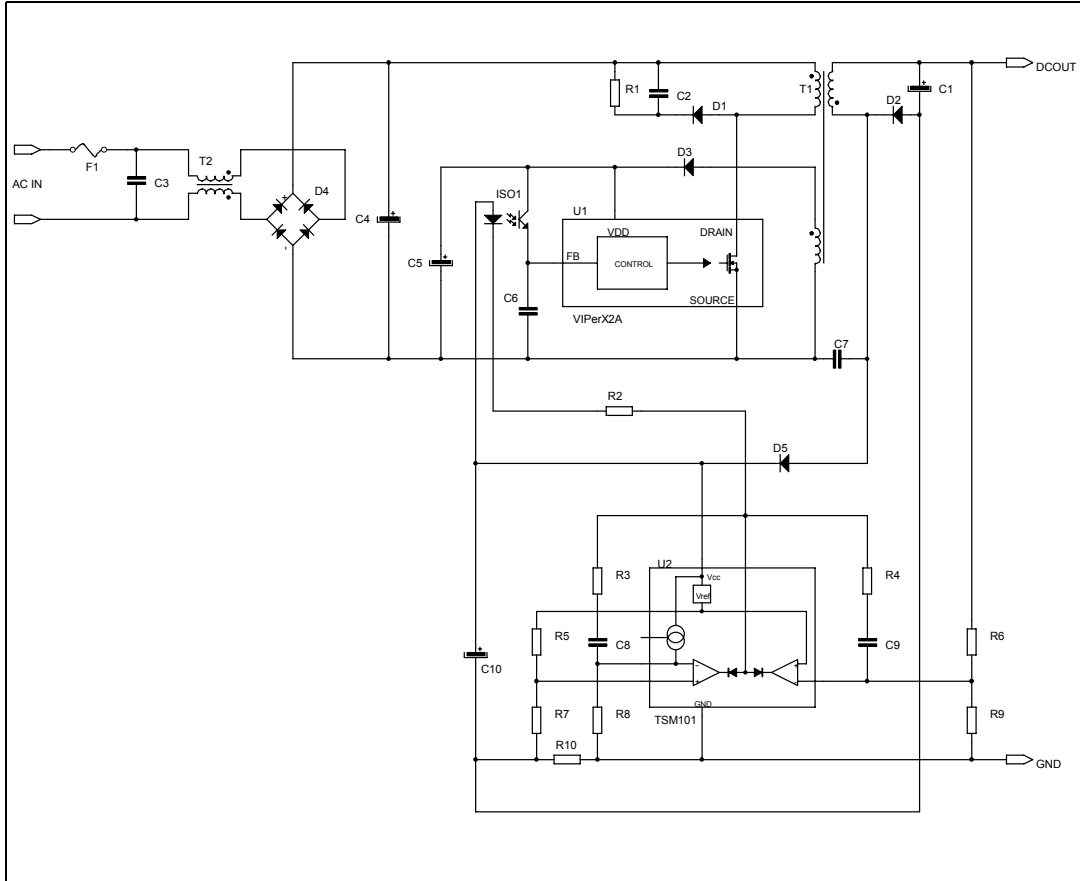 DCOUT
R1
C2
T1
C1
D1
D2
F1
T2
AC IN
C3
D4
+
-
C4
D3
ISO1
U1
VDD
DRAIN
C5
FB
CONTROL
C6
SOURCE
VIPerX2A
C7
R2
D5
U2
R3
Vcc
R4
Vref
R5
C8
C9
R6
C10
R7
R8
GND
R9
TSM101
R10
GND